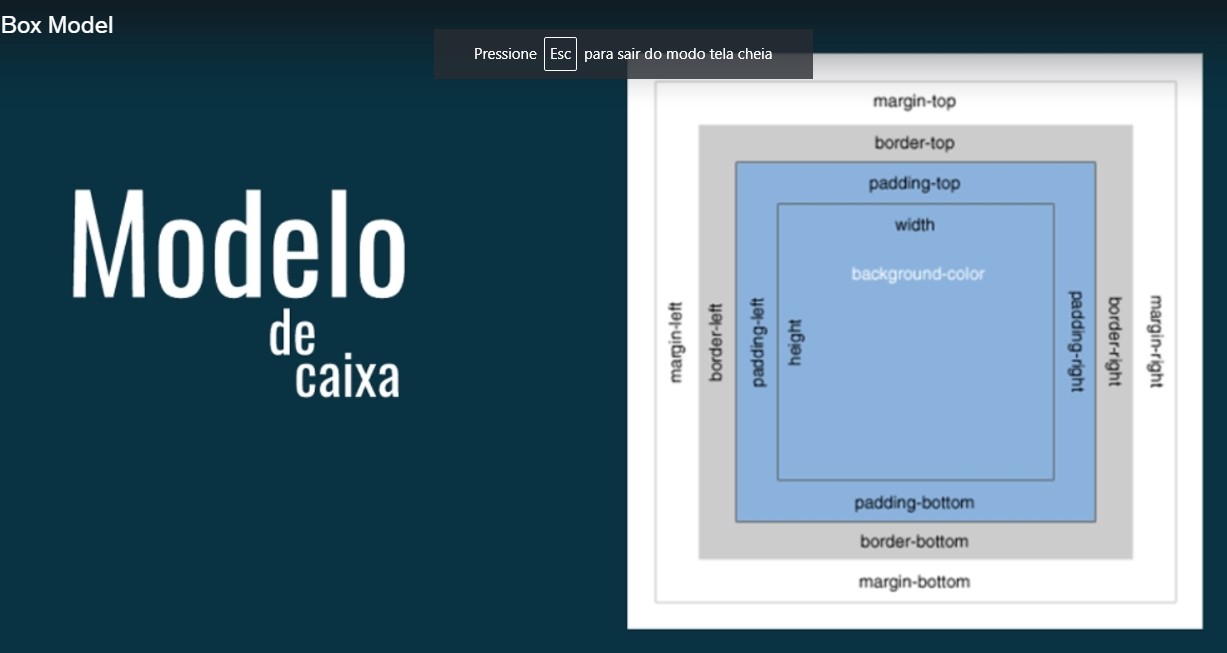 Box Model
Pressione Esc para sair do modo tela cheia
Modelo
de
caixa
margin-top
border-top
padding-top
width
background-color
margin-left
border-left
padding-left
height
padding-right
border-right
margin-right
padding-bottom
border-bottom
margin-bottom